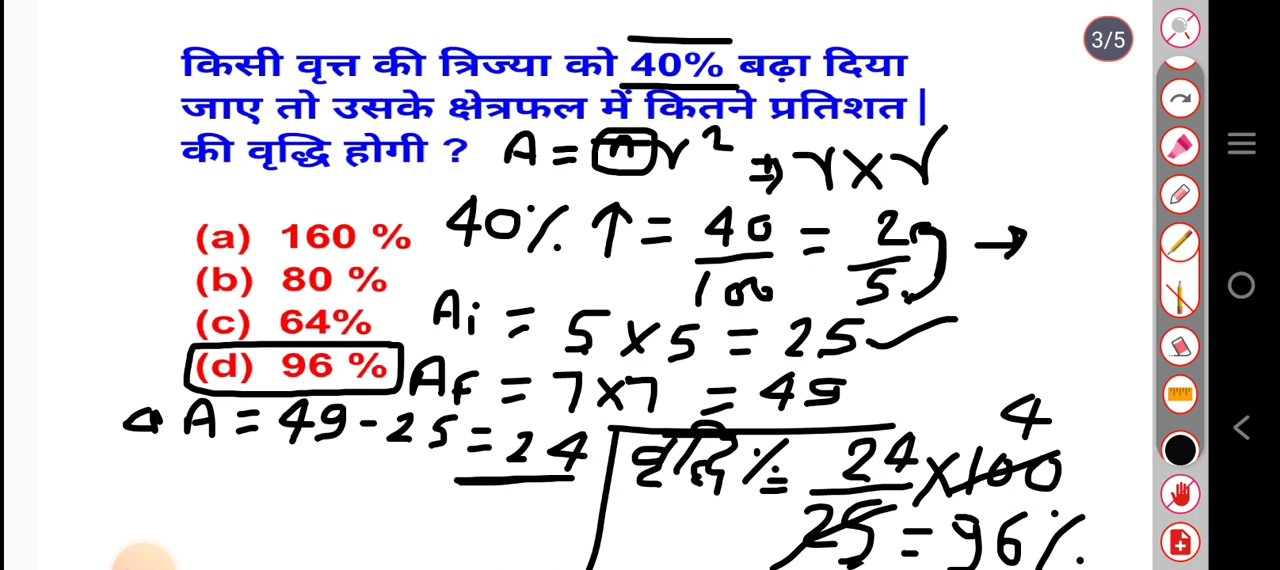 3/5
किसी वृत्त की त्रिज्या को 40% बढ़ा दिया
जाए तो उसके क्षेत्रफल में कितने प्रतिशत |
की वृद्धि होगी ? A = πr² ⇒ r × r
(a) 160 % 40% ↑ = 40/100 = 2/5 →
(b) 80 %
(c) 64% Ai = 5 × 5 = 25 ✓
(d) 96 % AF = 7×7 = 49
Δ A = 49 - 25 = 24
वृद्धि % = 24/25 × 100 4
= 96%